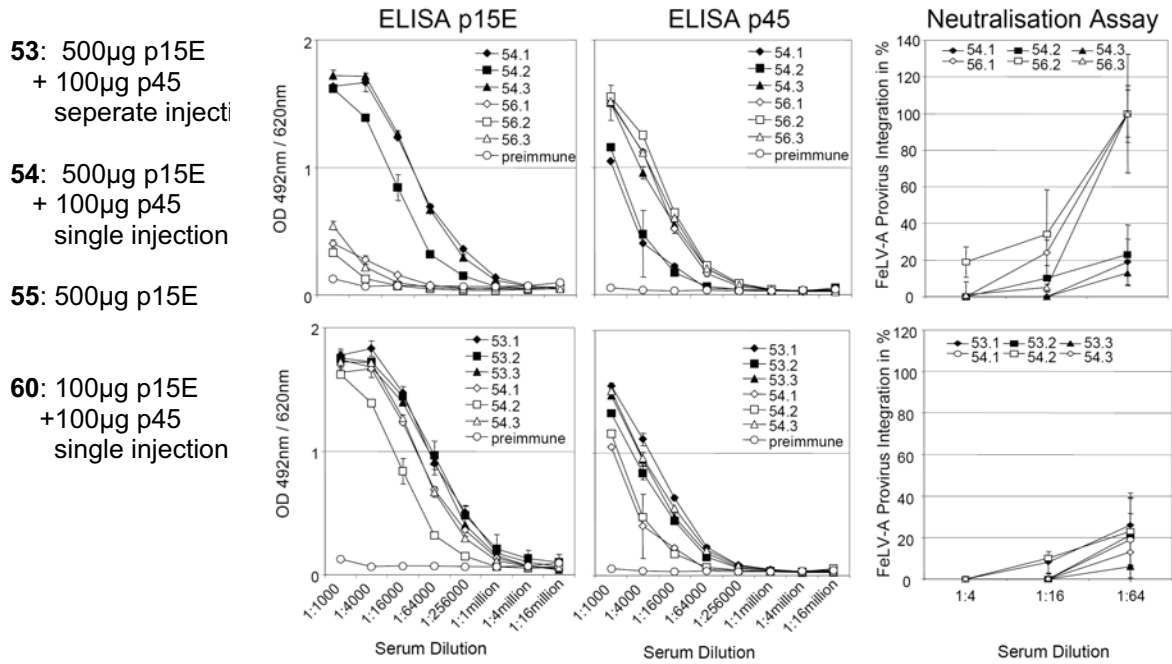 53: 500µg p15E
+ 100µg p45
seperate injecti
54: 500µg p15E
+ 100µg p45
single injection
55: 500µg p15E
60: 100µg p15E
+100µg p45
single injection
ELISA p15E
ELISA p45
Neutralisation Assay
OD 492nm / 620nm
2
1
0
54.1
54.2
54.3
56.1
56.2
56.3
preimmune
54.1
54.2
54.3
56.1
56.2
56.3
preimmune
FeLV-A Provirus Integration in %
140
120
100
80
60
40
20
0
54.1 54.2 54.3
56.1 56.2 56.3
OD 492nm / 620nm
2
1
0
53.1
53.2
53.3
54.1
54.2
54.3
preimmune
1:1000
1:4000
1:16000
1:64000
1:256000
1:1million
1:4million
1:16million
Serum Dilution
53.1
53.2
53.3
54.1
54.2
54.3
preimmune
1:1000
1:4000
1:16000
1:64000
1:256000
1:1million
1:4million
1:16million
Serum Dilution
FeLV-A Provirus Integration in %
120
100
80
60
40
20
0
53.1 53.2 53.3
54.1 54.2 54.3
1:4
1:16
1:64
Serum Dilution